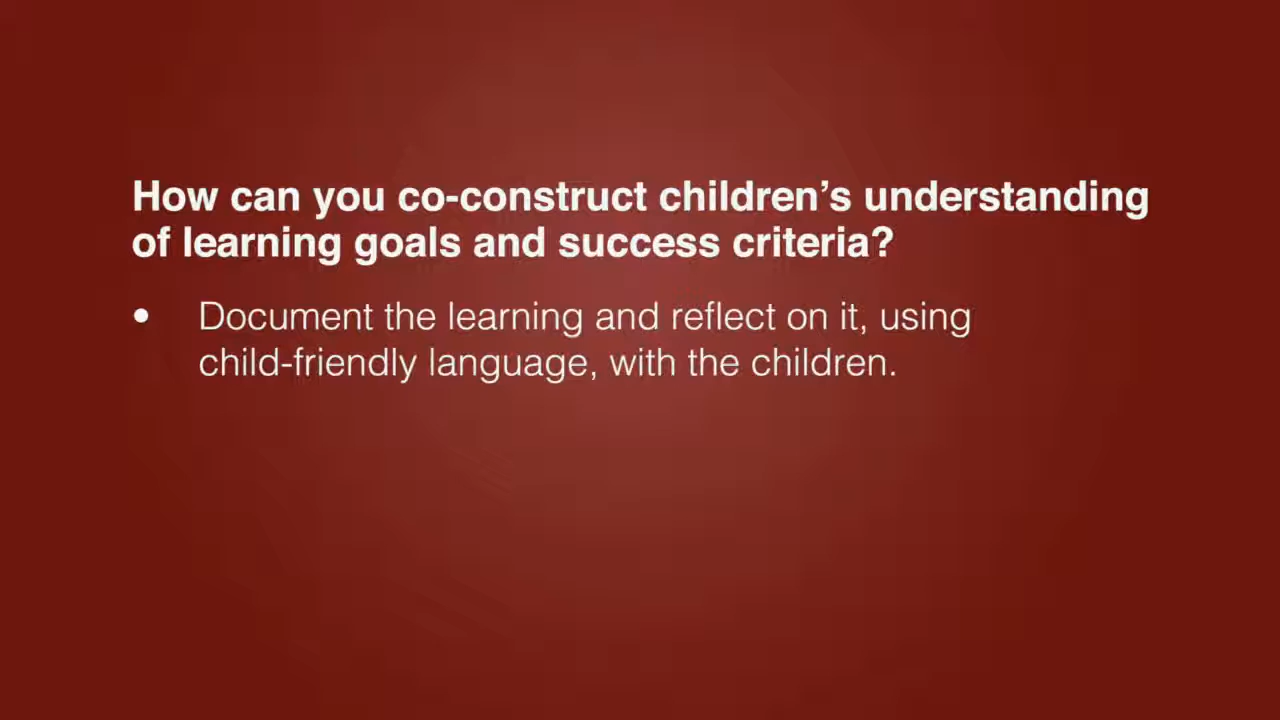 How can you co-construct children’s understanding
of learning goals and success criteria?
• Document the learning and reflect on it, using
child-friendly language, with the children.